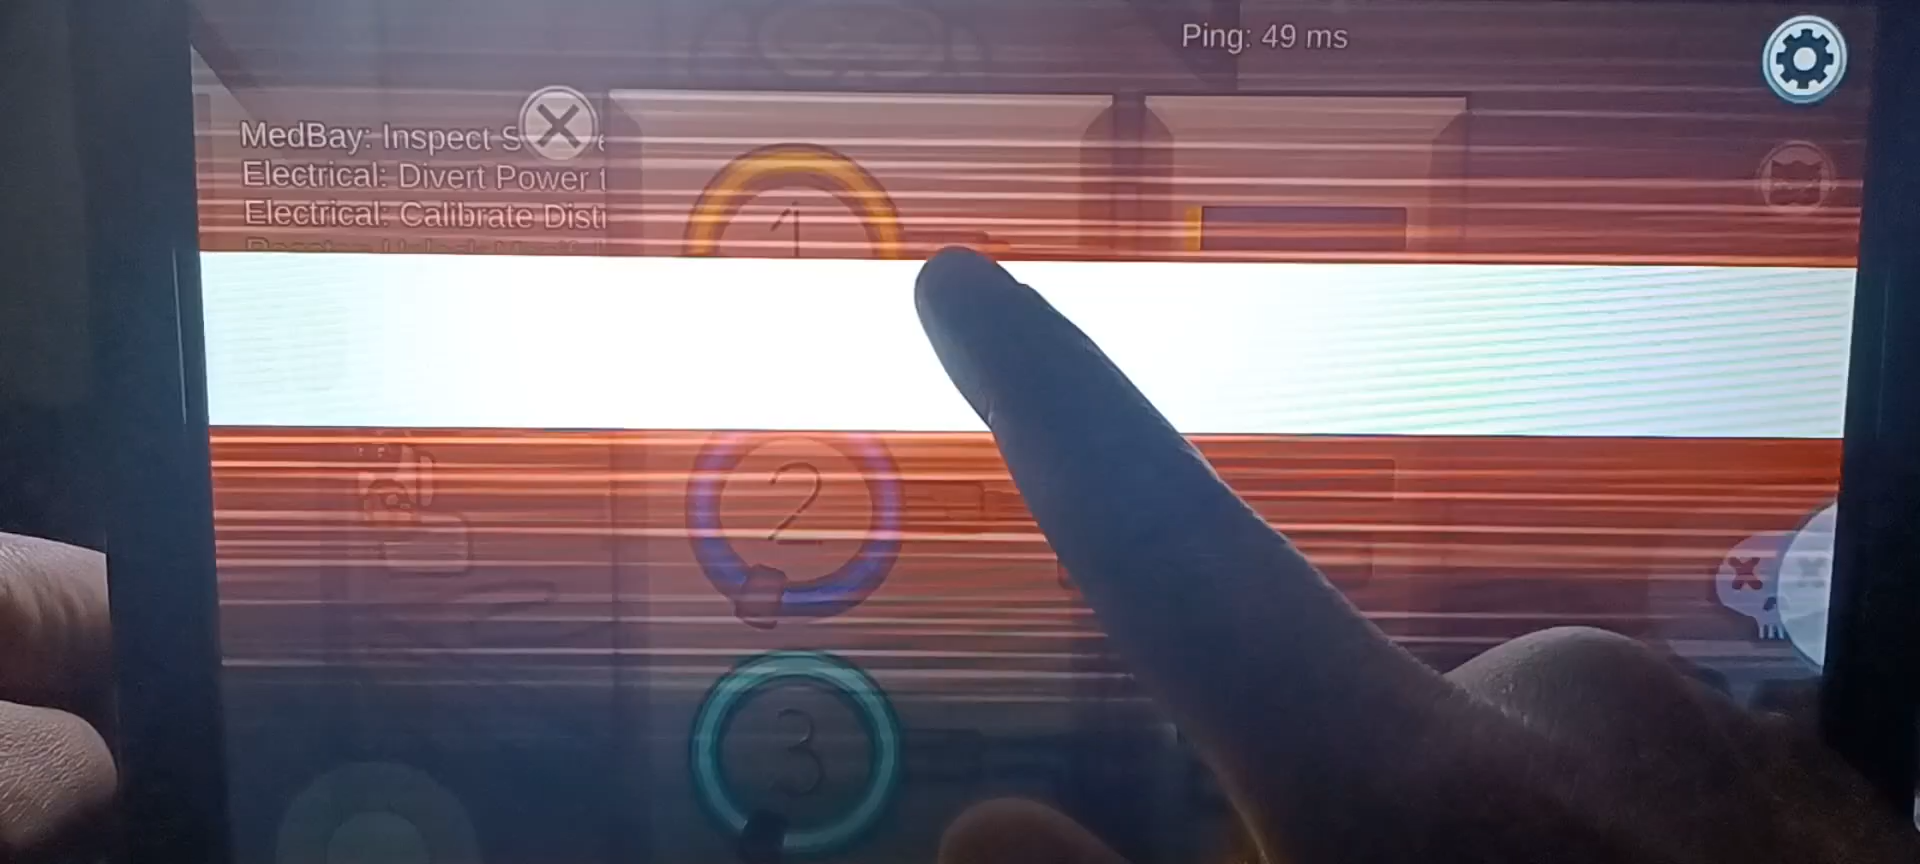 Ping: 49 ms
MedBay: Inspect S
Electrical: Divert Power t
Electrical: Calibrate Dist
1
2
3